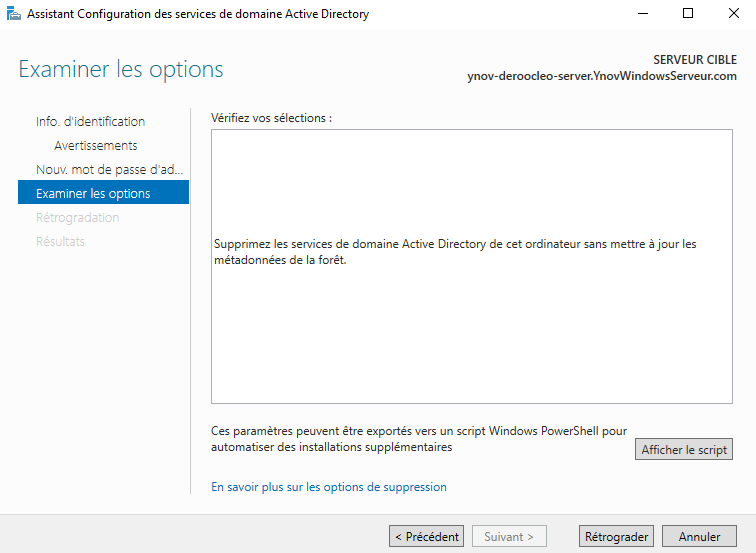 Assistant Configuration des services de domaine Active Directory
Examiner les options
SERVEUR CIBLE
ynov-deroocleo-server.YnovWindowsServeur.com
Info. d'identification
Avertissements
Nouv. mot de passe d'ad...
Examiner les options
Rétrogradation
Résultats
Vérifiez vos sélections :
Supprimez les services de domaine Active Directory de cet ordinateur sans mettre à jour les
métadonnées de la forêt.
Ces paramètres peuvent être exportés vers un script Windows PowerShell pour
automatiser des installations supplémentaires
Afficher le script
En savoir plus sur les options de suppression
< Précédent
Suivant >
Rétrograder
Annuler